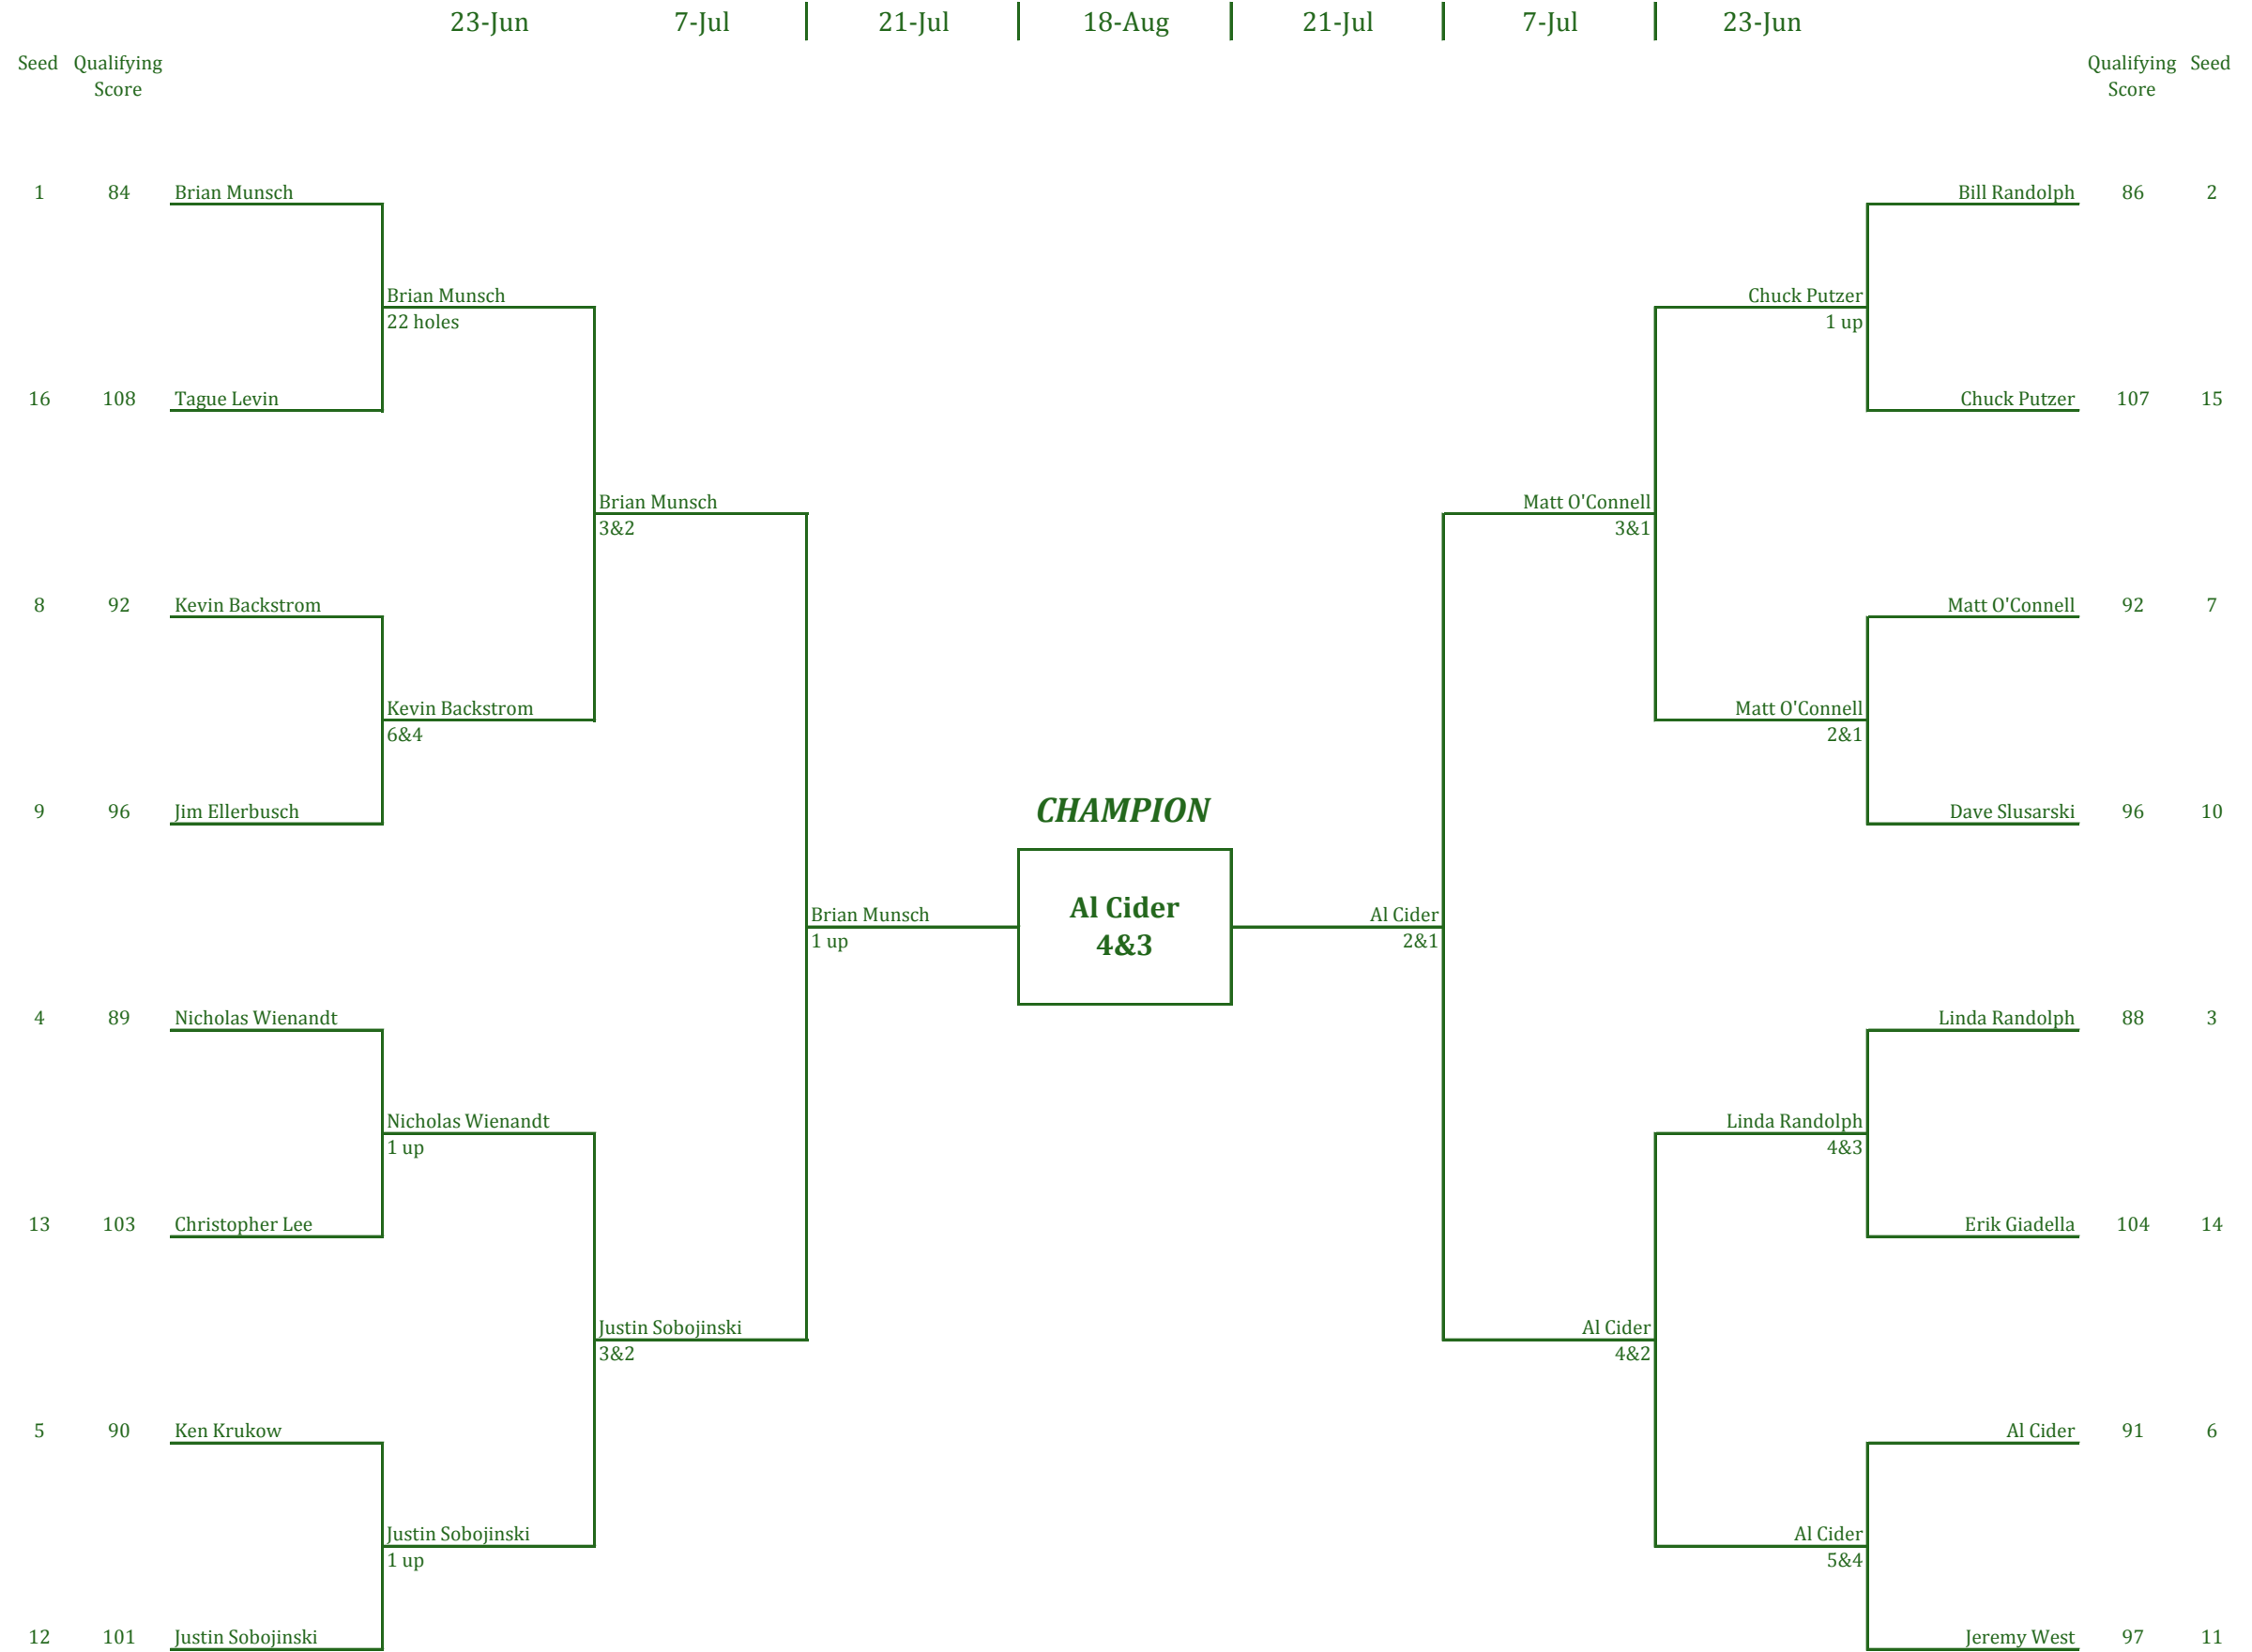 23-Jun 7-Jul 21-Jul 18-Aug 21-Jul 7-Jul 23-Jun
Seed Qualifying Score Qualifying Score Seed
1 84 Brian Munsch Bill Randolph 86 2
Brian Munsch Chuck Putzer
22 holes 1 up
16 108 Tague Levin Chuck Putzer 107 15
Brian Munsch Matt O'Connell
3&2 3&1
8 92 Kevin Backstrom Matt O'Connell 92 7
Kevin Backstrom Matt O'Connell
6&4 2&1
9 96 Jim Ellerbusch CHAMPION Dave Slusarski 96 10
Brian Munsch Al Cider Al Cider
1 up 4&3 2&1
4 89 Nicholas Wienandt Linda Randolph 88 3
Nicholas Wienandt Linda Randolph
1 up 4&3
13 103 Christopher Lee Erik Giadella 104 14
Justin Sobojinski Al Cider
3&2 4&2
5 90 Ken Krukow Al Cider 91 6
Justin Sobojinski Al Cider
1 up 5&4
12 101 Justin Sobojinski Jeremy West 97 11